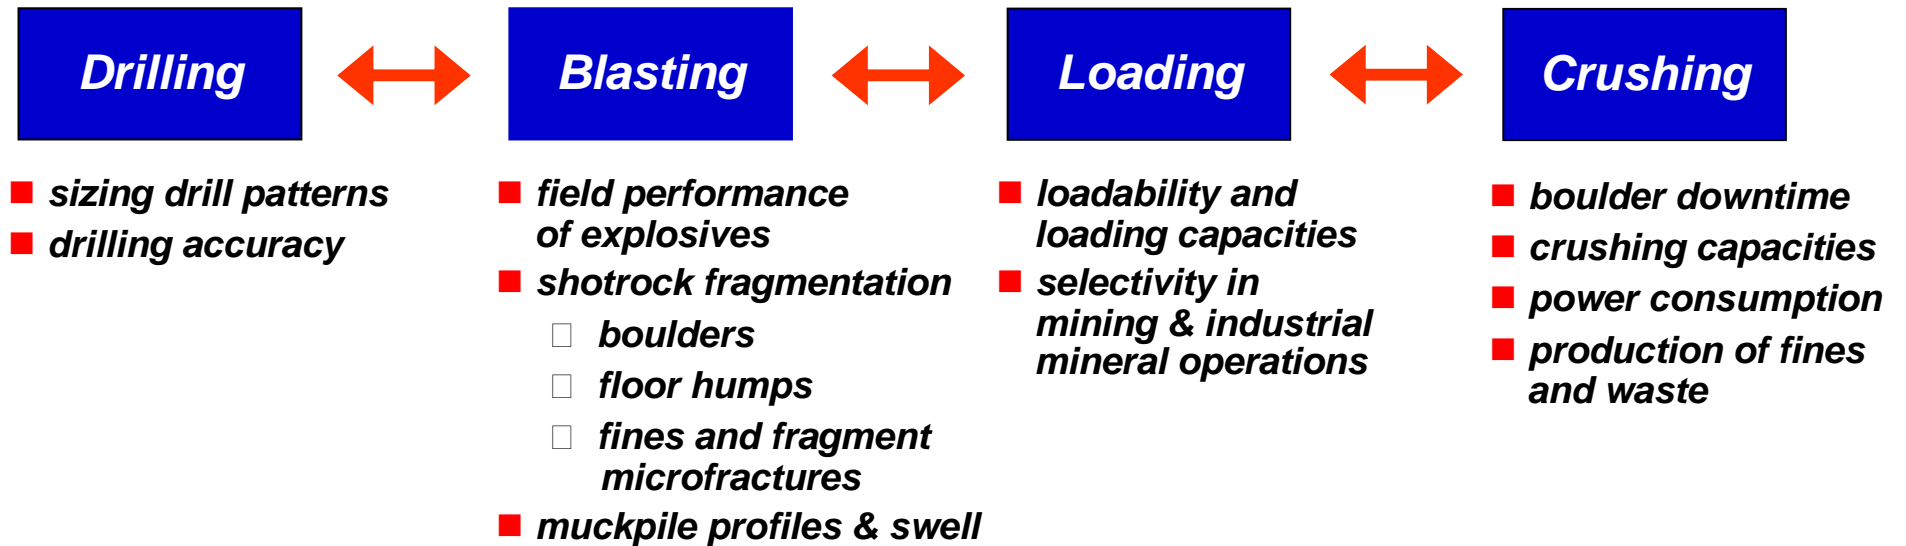 Drilling
Blasting
Loading
Crushing
sizing drill patterns
drilling accuracy
field performance
of explosives
shotrock fragmentation
boulders
floor humps
fines and fragment
microfractures
muckpile profiles & swell
loadability and
loading capacities
selectivity in
mining & industrial
mineral operations
boulder downtime
crushing capacities
power consumption
production of fines
and waste